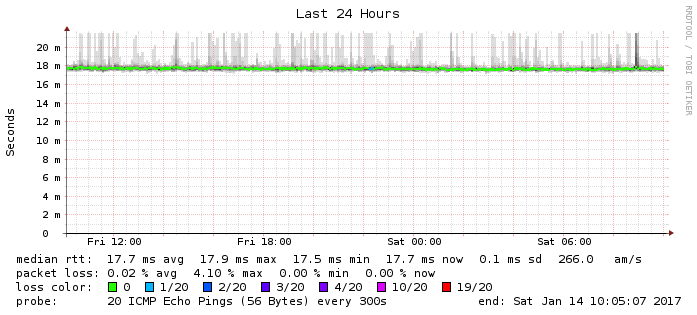 Last 24 Hours
RRDTOOL / TOBI OETIKER
Seconds
20 m
18 m
16 m
14 m
12 m
10 m
8 m
6 m
4 m
2 m
0
Fri 12:00 Fri 18:00 Sat 00:00 Sat 06:00
median rtt: 17.7 ms avg 17.9 ms max 17.5 ms min 17.7 ms now 0.1 ms sd 266.0 am/s
packet loss: 0.02 % avg 4.10 % max 0.00 % min 0.00 % now
loss color: 0 1/20 2/20 3/20 4/20 10/20 19/20
probe: 20 ICMP Echo Pings (56 Bytes) every 300s end: Sat Jan 14 10:05:07 2017